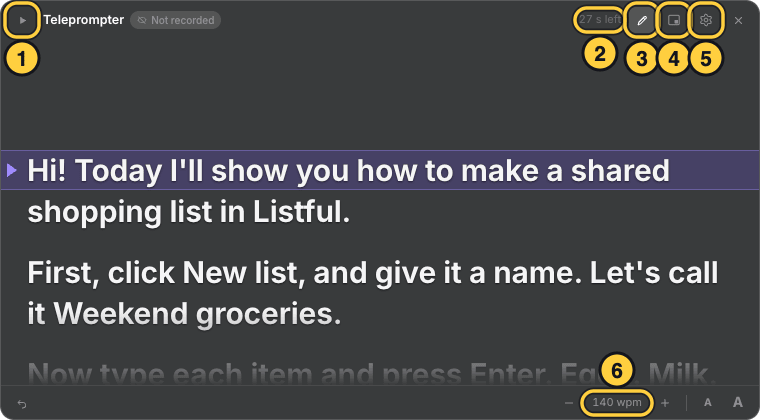 Teleprompter
Not recorded
27 s left
1
2
3
4
5
Hi! Today I'll show you how to make a shared
shopping list in Listful.
First, click New list, and give it a name. Let's call
it Weekend groceries.
Now type each item and press Enter. Milk.
6
− 140 wpm +
A A